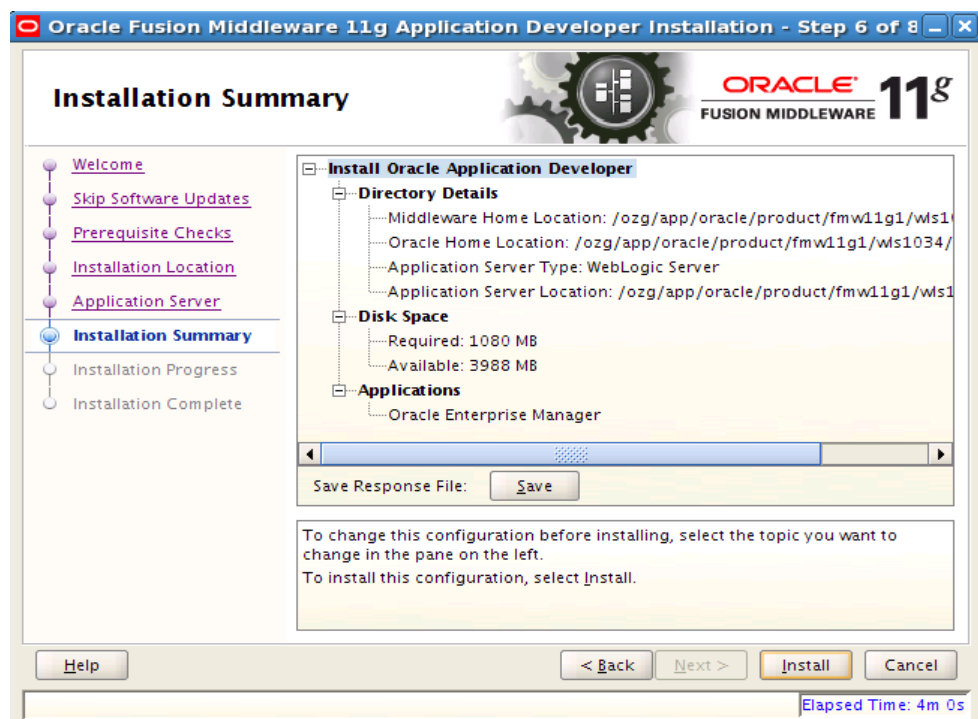 Oracle Fusion Middleware 11g Application Developer Installation - Step 6 of 8
Installation Summary
ORACLE
FUSION MIDDLEWARE
11g
Welcome
Skip Software Updates
Prerequisite Checks
Installation Location
Application Server
Installation Summary
Installation Progress
Installation Complete
Install Oracle Application Developer
Directory Details
Middleware Home Location: /ozg/app/oracle/product/fmw11g1/wls1
Oracle Home Location: /ozg/app/oracle/product/fmw11g1/wls1034/
Application Server Type: WebLogic Server
Application Server Location: /ozg/app/oracle/product/fmw11g1/wls1
Disk Space
Required: 1080 MB
Available: 3988 MB
Applications
Oracle Enterprise Manager
Save Response File: Save
To change this configuration before installing, select the topic you want to
change in the pane on the left.
To install this configuration, select Install.
Help < Back Next > Install Cancel
Elapsed Time: 4m 0s